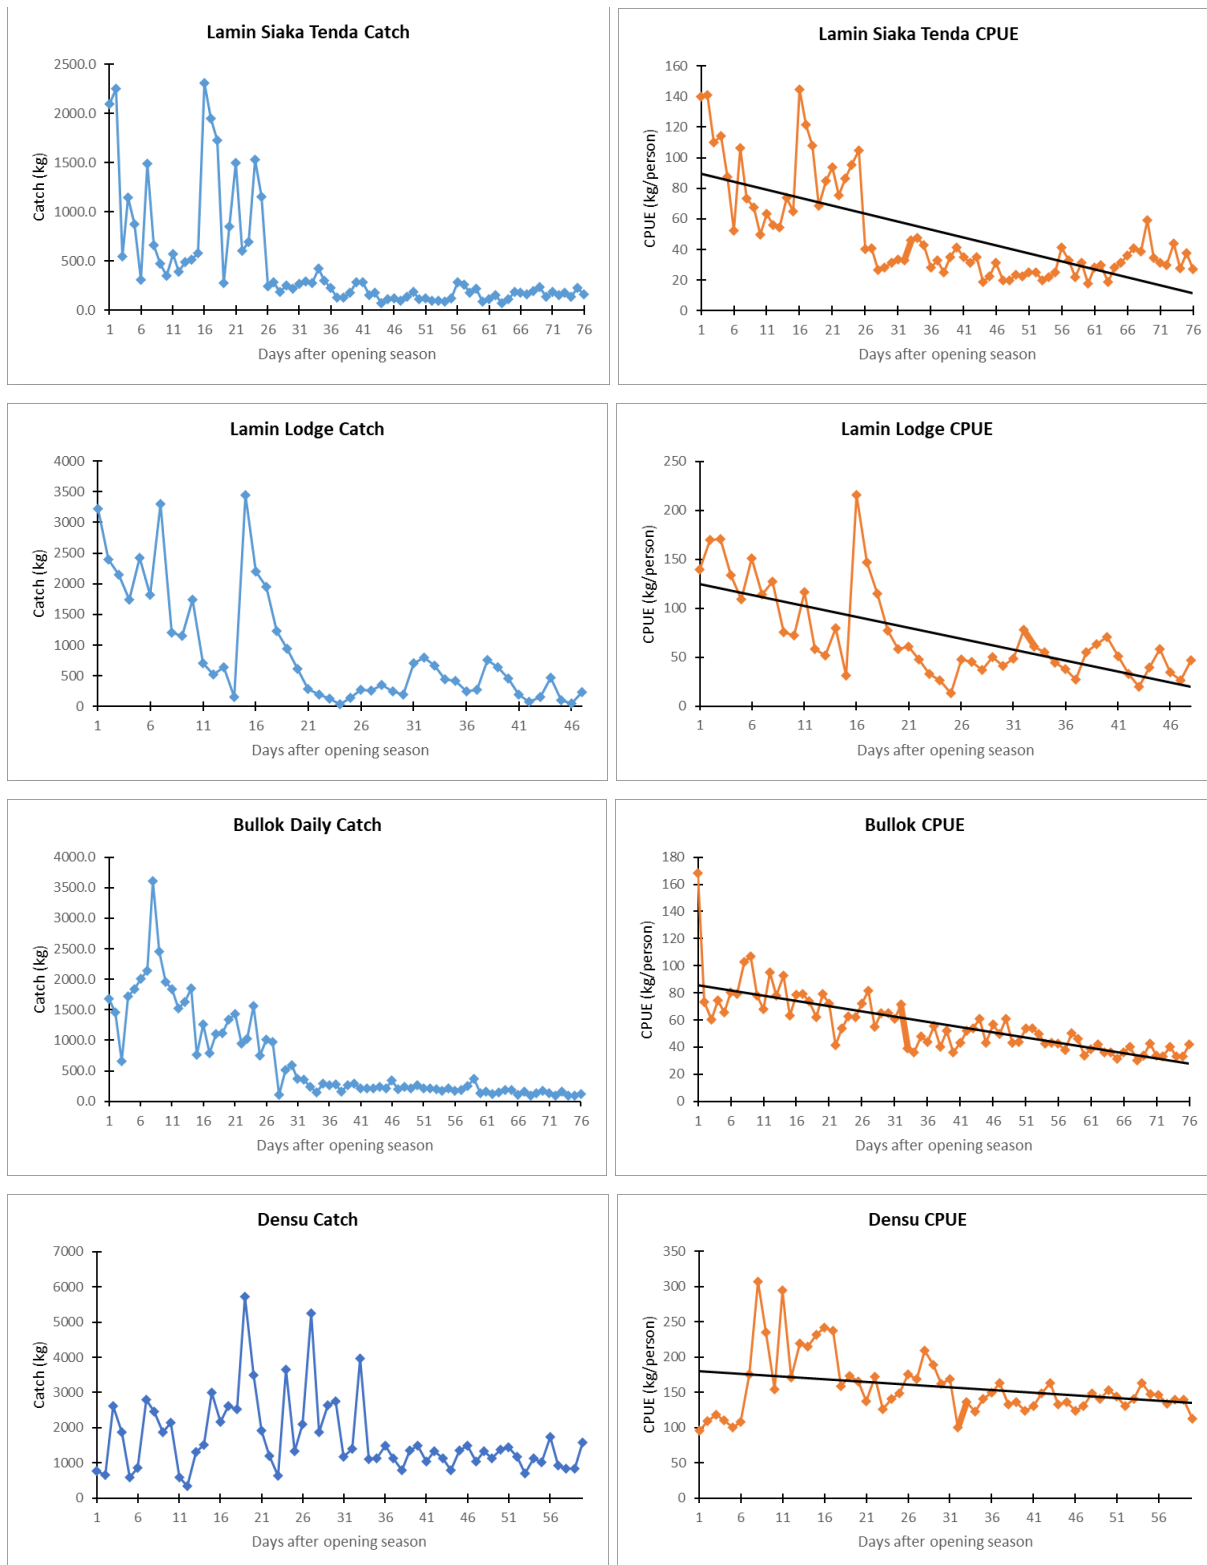 Lamin Siaka Tenda Catch
2500.0
2000.0
1500.0
1000.0
500.0
0.0
Catch (kg)
1 6 11 16 21 26 31 36 41 46 51 56 61 66 71 76
Days after opening season
Lamin Siaka Tenda CPUE
160
140
120
100
80
60
40
20
0
CPUE (kg/person)
1 6 11 16 21 26 31 36 41 46 51 56 61 66 71 76
Days after opening season
Lamin Lodge Catch
4000
3500
3000
2500
2000
1500
1000
500
0
Catch (kg)
1 6 11 16 21 26 31 36 41 46
Days after opening season
Lamin Lodge CPUE
250
200
150
100
50
0
CPUE (kg/person)
1 6 11 16 21 26 31 36 41 46
Days after opening season
Bullok Daily Catch
4000.0
3500.0
3000.0
2500.0
2000.0
1500.0
1000.0
500.0
0.0
Catch (kg)
1 6 11 16 21 26 31 36 41 46 51 56 61 66 71 76
Days after opening season
Bullok CPUE
180
160
140
120
100
80
60
40
20
0
CPUE (kg/person)
1 6 11 16 21 26 31 36 41 46 51 56 61 66 71 76
Days after opening season
Densu Catch
7000
6000
5000
4000
3000
2000
1000
0
Catch (kg)
1 6 11 16 21 26 31 36 41 46 51 56
Days after opening season
Densu CPUE
350
300
250
200
150
100
50
0
CPUE (kg/person)
1 6 11 16 21 26 31 36 41 46 51 56
Days after opening season